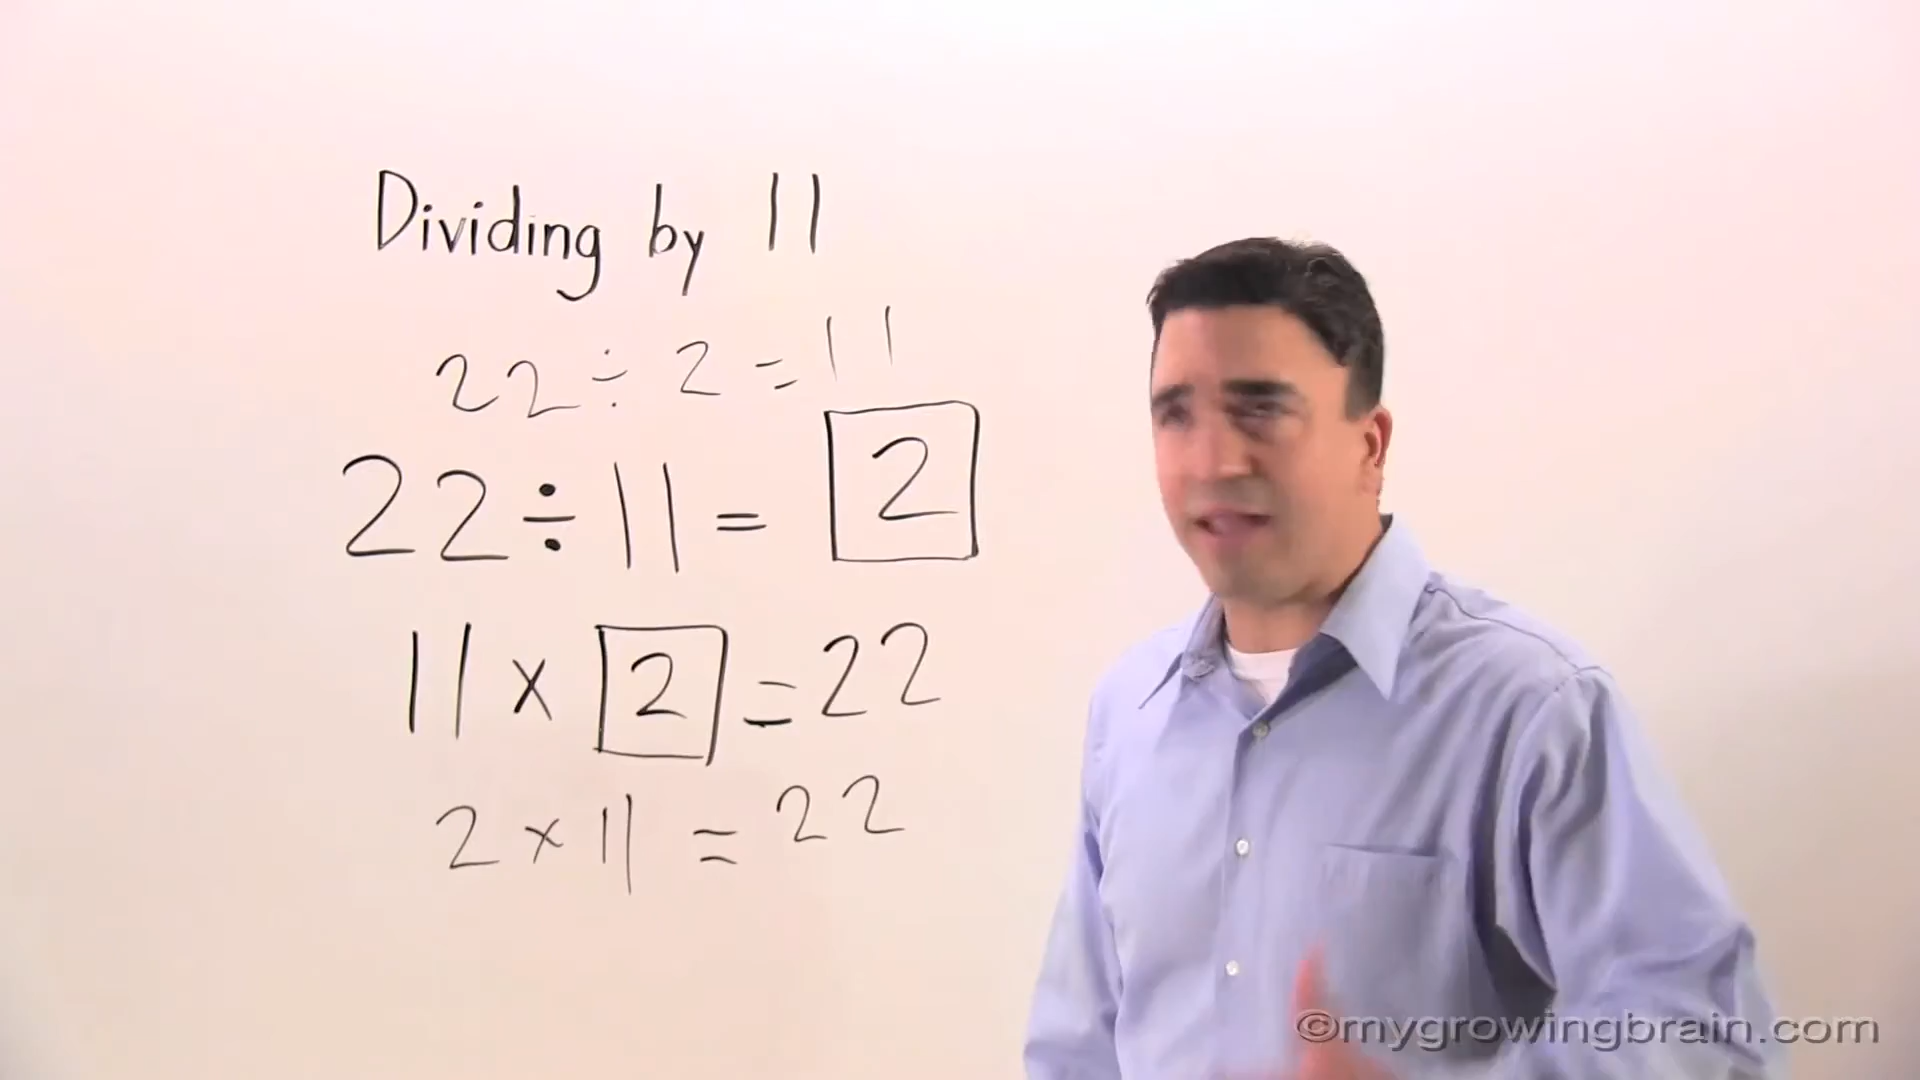 Dividing by 11
22 ÷ 2 = 11
22 ÷ 11 = 2
11 x 2 = 22
2 x 11 = 22
©mygrowingbrain.com